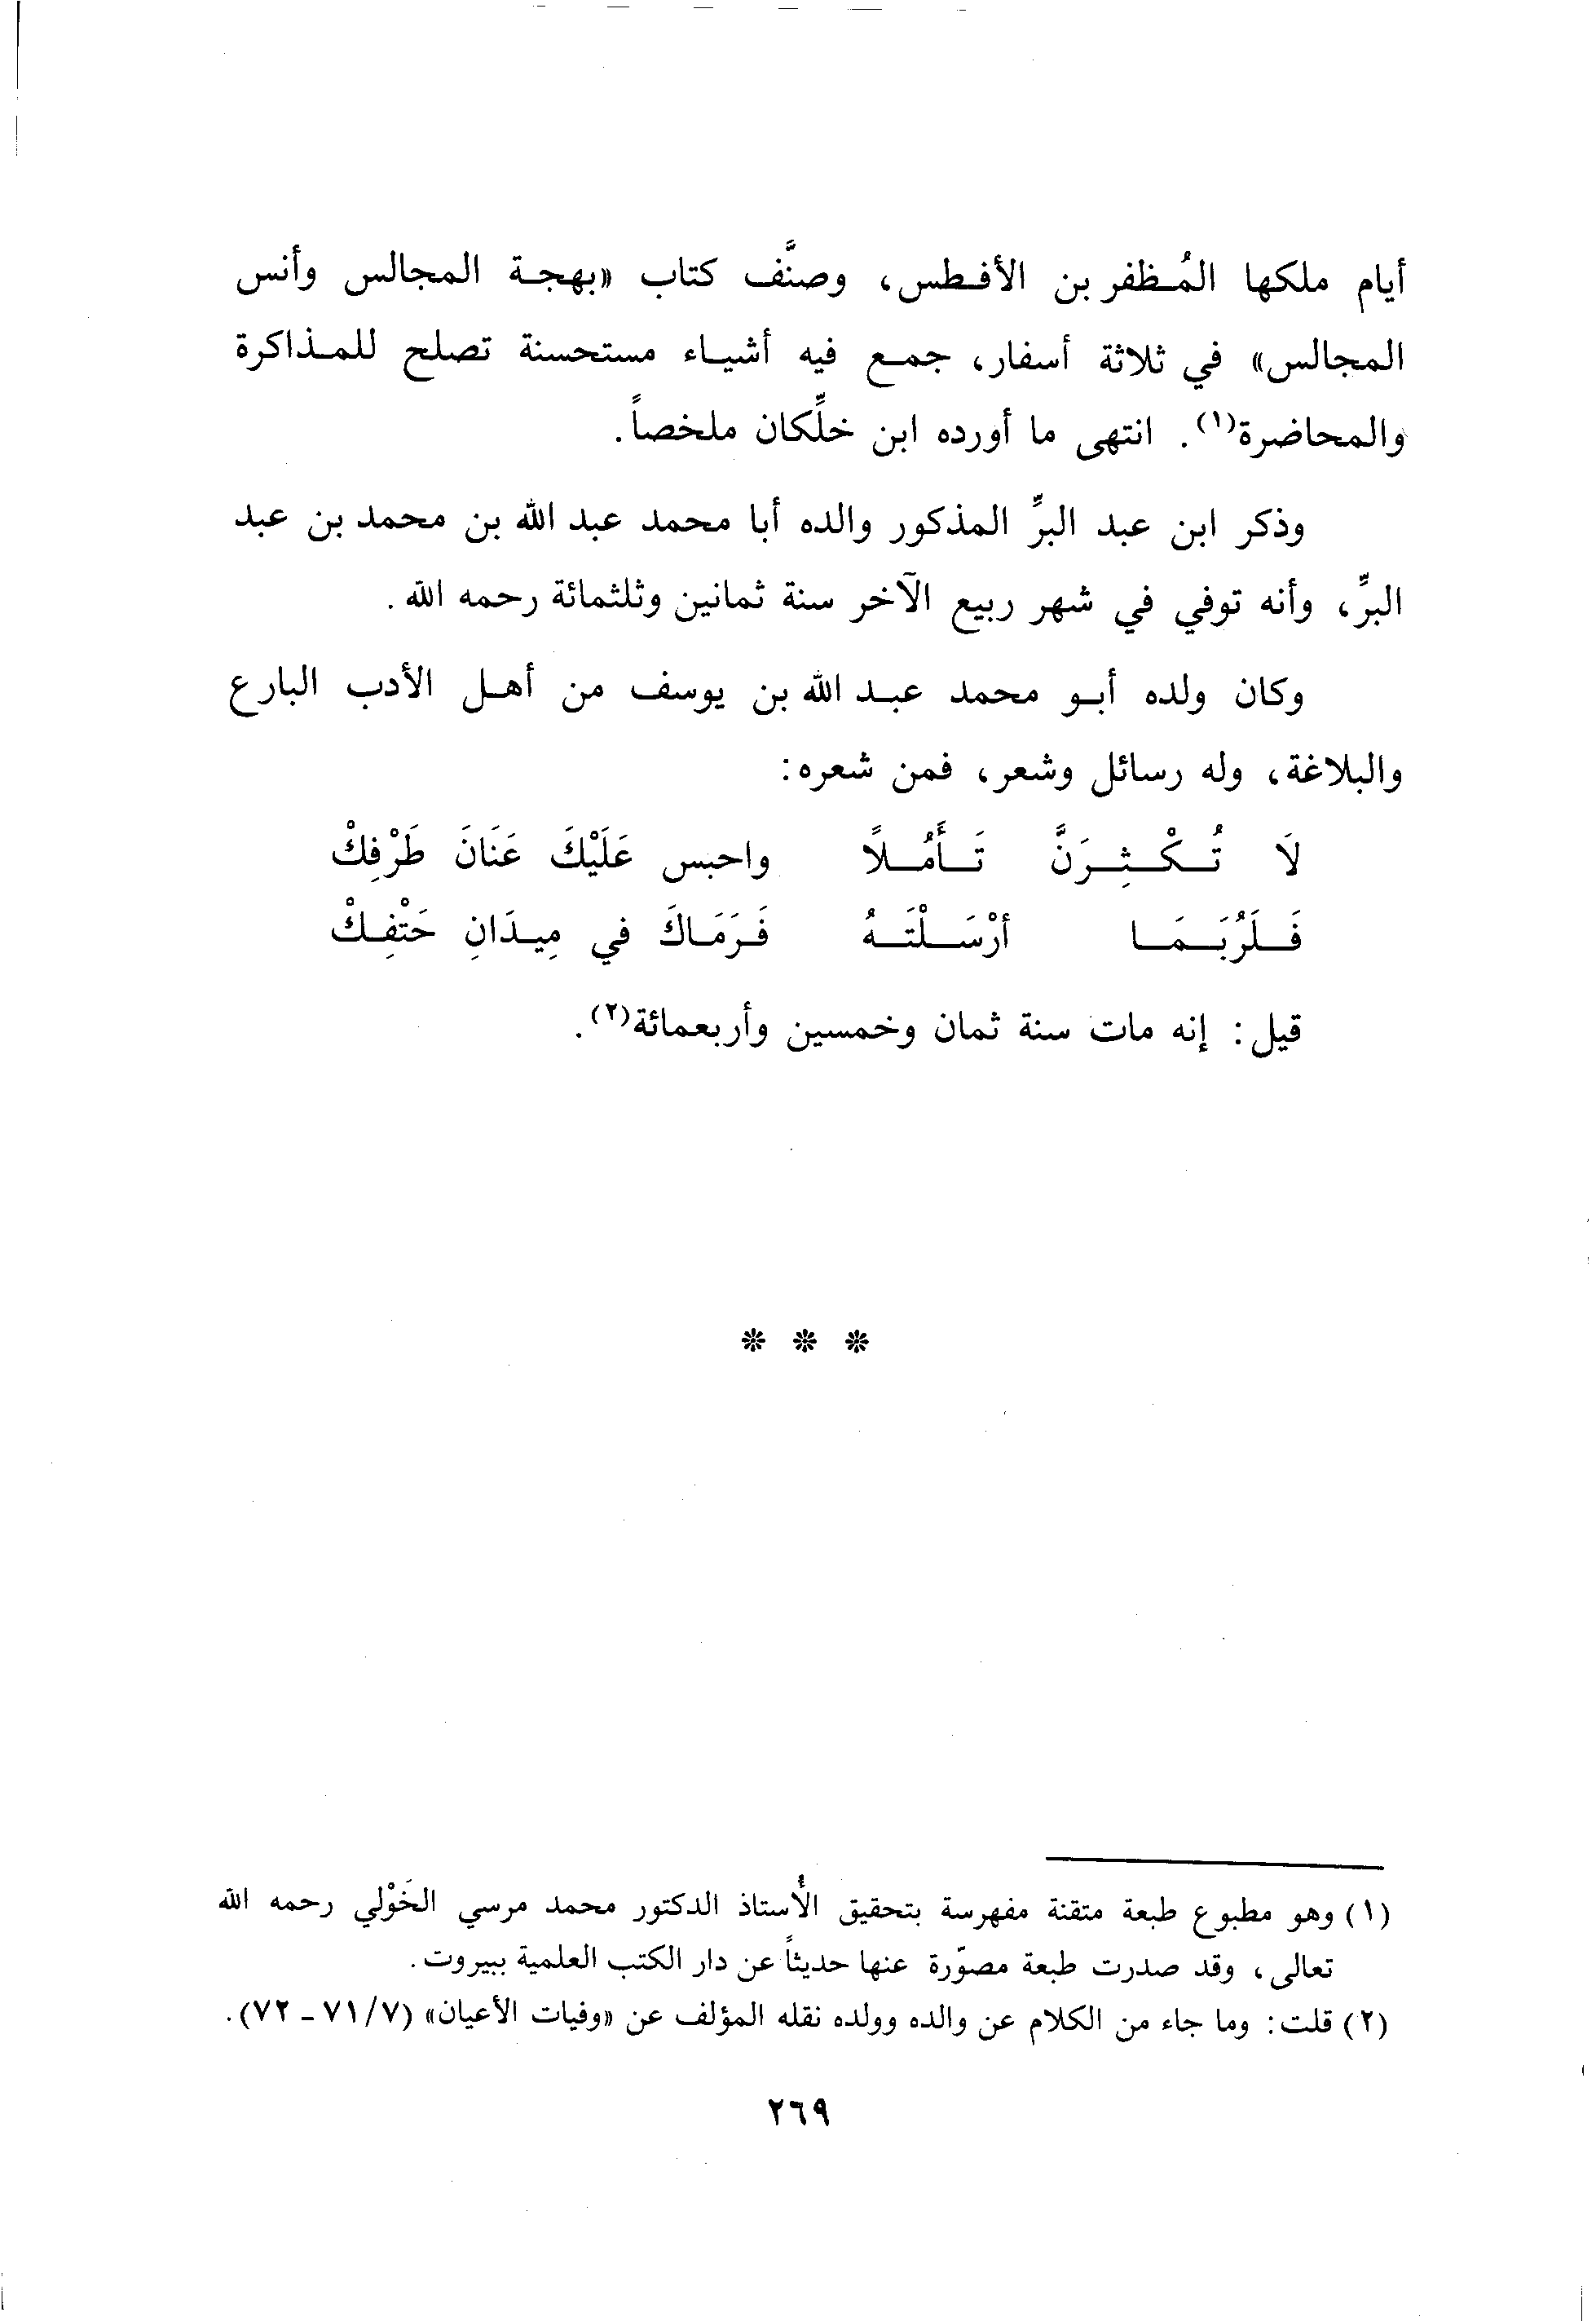 أيام ملكها المُظفر بن الأفطس، وصنَّف كتاب «بهجة المجالس وأنس
المجالس» في ثلاثة أسفار، جمع فيه أشياء مستحسنة تصلح للمذاكرة
والمحاضرة(١). انتهى ما أورده ابن خلِّكان ملخصاً.
وذكر ابن عبد البرِّ المذكور والده أبا محمد عبد الله بن محمد بن عبد
البرِّ، وأنه توفي في شهر ربيع الآخر سنة ثمانين وثلثمائة رحمه الله.
وكان ولده أبو محمد عبد الله بن يوسف من أهل الأدب البارع
والبلاغة، وله رسائل وشعر، فمن شعره:
لاَ تُكْثِرَنَّ تَأَمُلاً واحبس عَلَيْكَ عَنَانَ طَرْفِكْ
فَلَرُبَمَا أرْسَلْتَهُ فَرَمَاكَ في مِيدَانِ حَتْفِكْ
قيل: إنه مات سنة ثمان وخمسين وأربعمائة(٢).
* * *
(١) وهو مطبوع طبعة متقنة مفهرسة بتحقيق الأُستاذ الدكتور محمد مرسي الخَوْلي رحمه الله
تعالى، وقد صدرت طبعة مصوّرة عنها حديثاً عن دار الكتب العلمية ببيروت.
(٢) قلت: وما جاء من الكلام عن والده وولده نقله المؤلف عن «وفيات الأعيان» (٧/ ٧١ - ٧٢).
٢٦٩